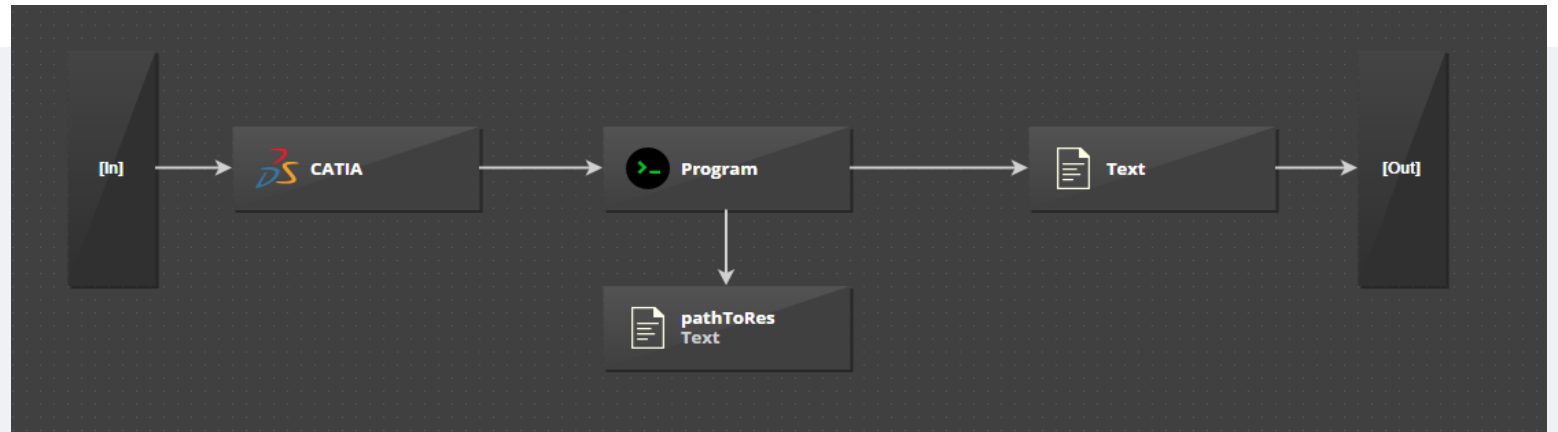 [In]
CATIA
Program
Text
[Out]
pathToRes
Text